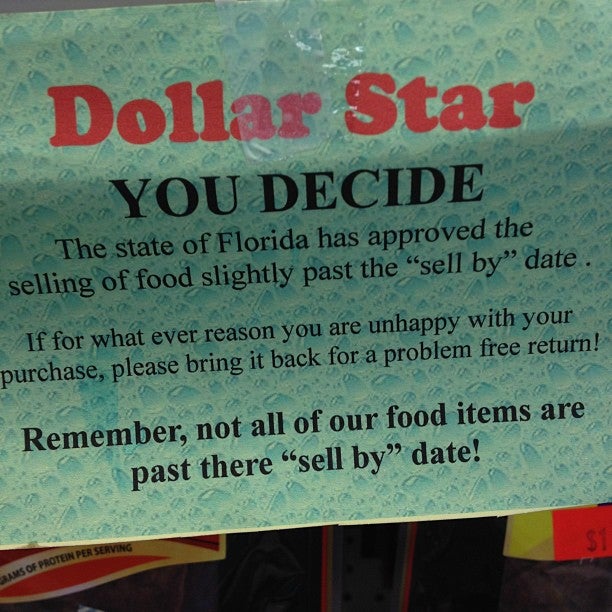 Dollar Star
YOU DECIDE
The state of Florida has approved the
selling of food slightly past the “sell by” date .
If for what ever reason you are unhappy with your
purchase, please bring it back for a problem free return!
Remember, not all of our food items are
past there “sell by” date!
GRAMS OF PROTEIN PER SERVING
$1